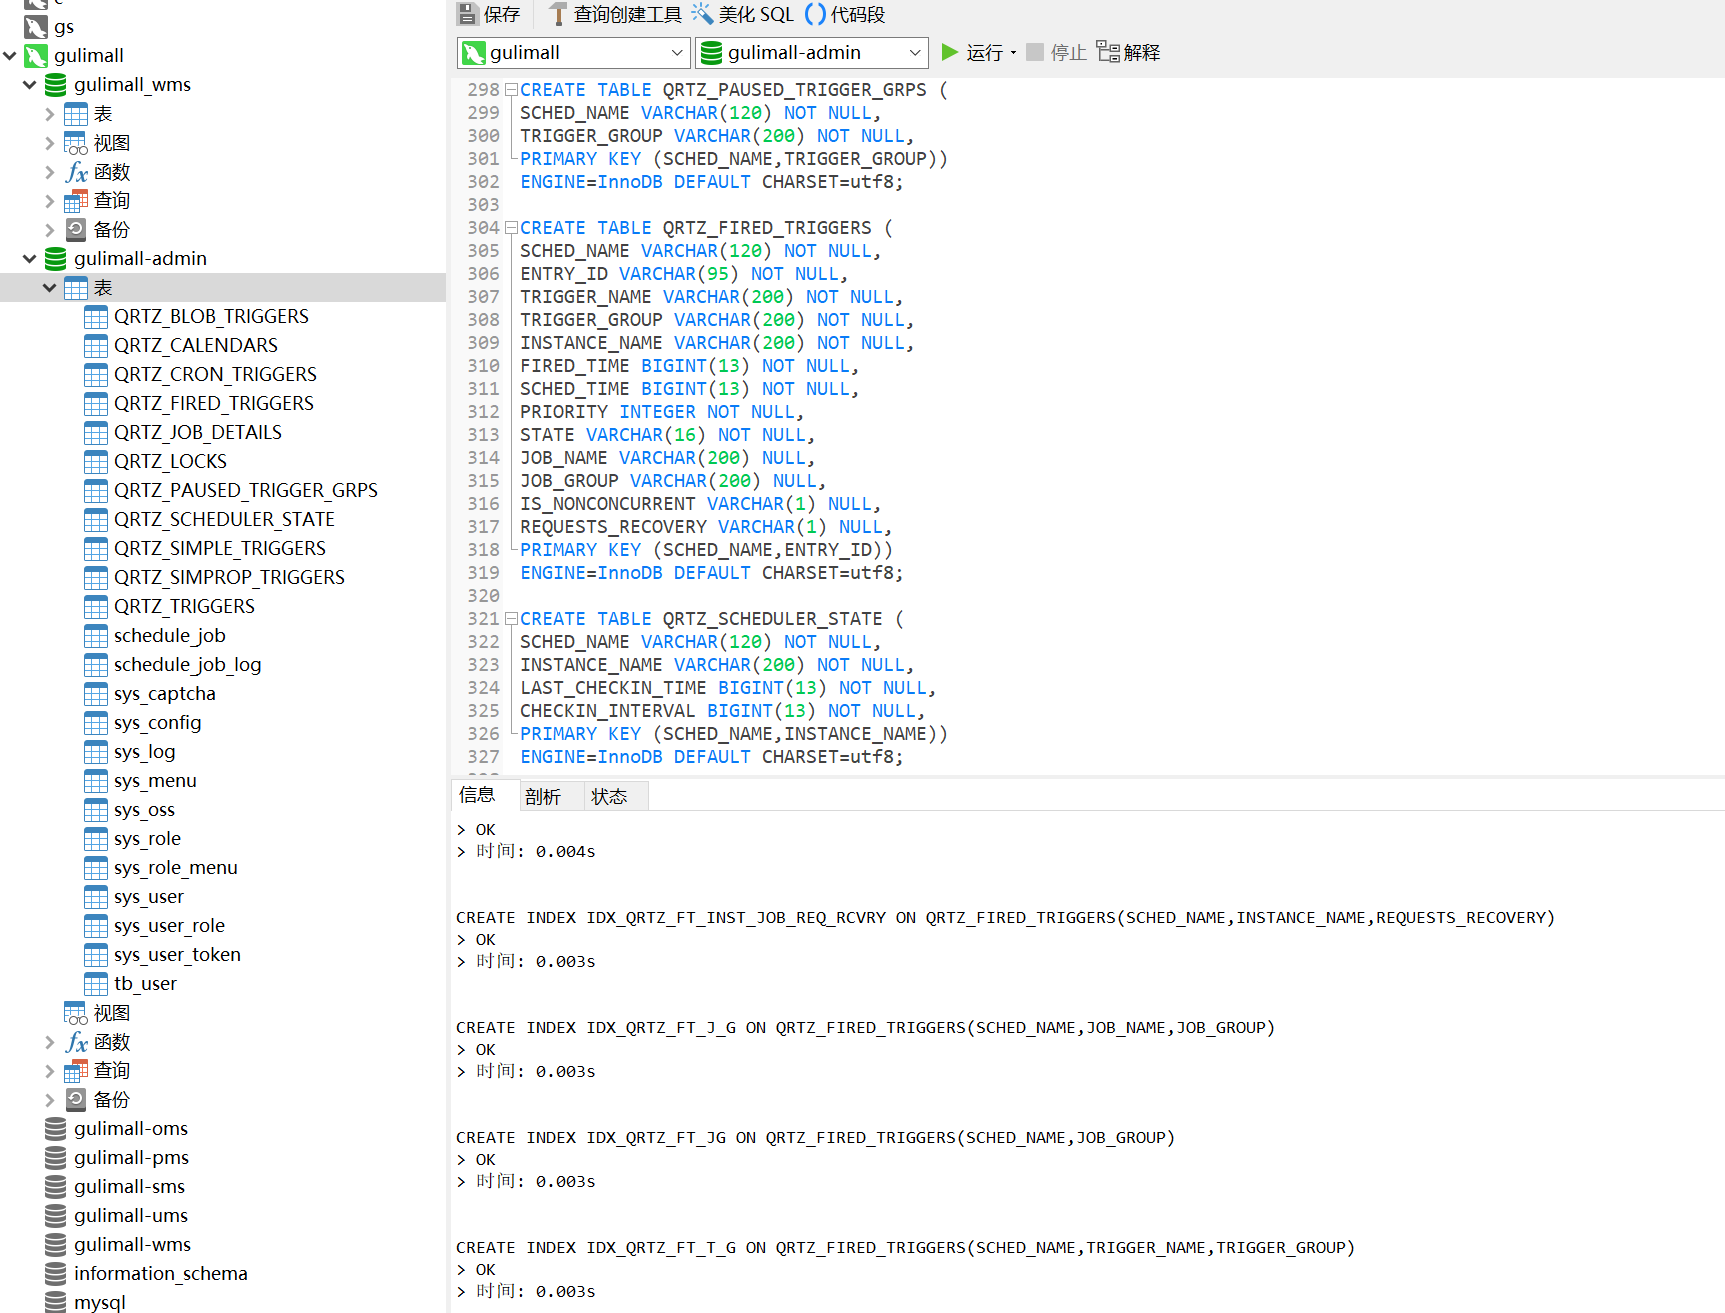 gs
gulimall
gulimall_wms
表
视图
函数
查询
备份
gulimall-admin
表
QRTZ_BLOB_TRIGGERS
QRTZ_CALENDARS
QRTZ_CRON_TRIGGERS
QRTZ_FIRED_TRIGGERS
QRTZ_JOB_DETAILS
QRTZ_LOCKS
QRTZ_PAUSED_TRIGGER_GRPS
QRTZ_SCHEDULER_STATE
QRTZ_SIMPLE_TRIGGERS
QRTZ_SIMPROP_TRIGGERS
QRTZ_TRIGGERS
schedule_job
schedule_job_log
sys_captcha
sys_config
sys_log
sys_menu
sys_oss
sys_role
sys_role_menu
sys_user
sys_user_role
sys_user_token
tb_user
视图
函数
查询
备份
gulimall-oms
gulimall-pms
gulimall-sms
gulimall-ums
gulimall-wms
information_schema
mysql
保存 查询创建工具 美化 SQL () 代码段
gulimall gulimall-admin 运行 停止 解释
298 CREATE TABLE QRTZ_PAUSED_TRIGGER_GRPS (
299 SCHED_NAME VARCHAR(120) NOT NULL,
300 TRIGGER_GROUP VARCHAR(200) NOT NULL,
301 PRIMARY KEY (SCHED_NAME,TRIGGER_GROUP))
302 ENGINE=InnoDB DEFAULT CHARSET=utf8;
303
304 CREATE TABLE QRTZ_FIRED_TRIGGERS (
305 SCHED_NAME VARCHAR(120) NOT NULL,
306 ENTRY_ID VARCHAR(95) NOT NULL,
307 TRIGGER_NAME VARCHAR(200) NOT NULL,
308 TRIGGER_GROUP VARCHAR(200) NOT NULL,
309 INSTANCE_NAME VARCHAR(200) NOT NULL,
310 FIRED_TIME BIGINT(13) NOT NULL,
311 SCHED_TIME BIGINT(13) NOT NULL,
312 PRIORITY INTEGER NOT NULL,
313 STATE VARCHAR(16) NOT NULL,
314 JOB_NAME VARCHAR(200) NULL,
315 JOB_GROUP VARCHAR(200) NULL,
316 IS_NONCONCURRENT VARCHAR(1) NULL,
317 REQUESTS_RECOVERY VARCHAR(1) NULL,
318 PRIMARY KEY (SCHED_NAME,ENTRY_ID))
319 ENGINE=InnoDB DEFAULT CHARSET=utf8;
320
321 CREATE TABLE QRTZ_SCHEDULER_STATE (
322 SCHED_NAME VARCHAR(120) NOT NULL,
323 INSTANCE_NAME VARCHAR(200) NOT NULL,
324 LAST_CHECKIN_TIME BIGINT(13) NOT NULL,
325 CHECKIN_INTERVAL BIGINT(13) NOT NULL,
326 PRIMARY KEY (SCHED_NAME,INSTANCE_NAME))
327 ENGINE=InnoDB DEFAULT CHARSET=utf8;
信息 剖析 状态
> OK
> 时间: 0.004s
CREATE INDEX IDX_QRTZ_FT_INST_JOB_REQ_RCVRY ON QRTZ_FIRED_TRIGGERS(SCHED_NAME,INSTANCE_NAME,REQUESTS_RECOVERY)
> OK
> 时间: 0.003s
CREATE INDEX IDX_QRTZ_FT_J_G ON QRTZ_FIRED_TRIGGERS(SCHED_NAME,JOB_NAME,JOB_GROUP)
> OK
> 时间: 0.003s
CREATE INDEX IDX_QRTZ_FT_JG ON QRTZ_FIRED_TRIGGERS(SCHED_NAME,JOB_GROUP)
> OK
> 时间: 0.003s
CREATE INDEX IDX_QRTZ_FT_T_G ON QRTZ_FIRED_TRIGGERS(SCHED_NAME,TRIGGER_NAME,TRIGGER_GROUP)
> OK
> 时间: 0.003s